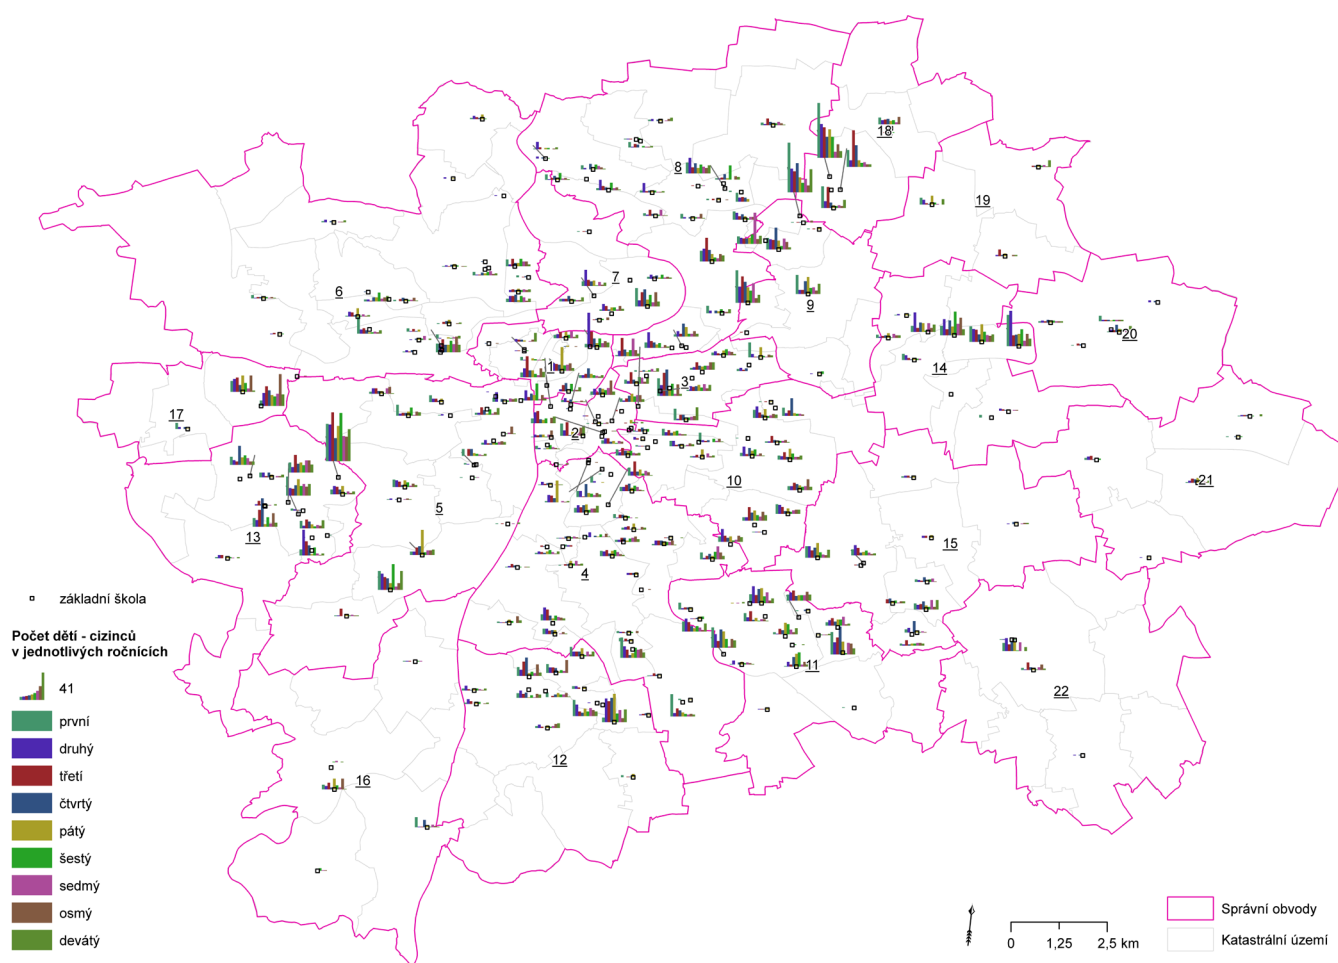 18
8
19
7
6
9
20
1
14
3
17
2
21
10
5
13
15
4
základní škola
Počet dětí - cizinců
v jednotlivých ročnících
11
41
22
první
druhý
12
třetí
16
čtvrtý
pátý
šestý
sedmý
osmý
devátý
Správní obvody
Katastrální území
0 1,25 2,5 km